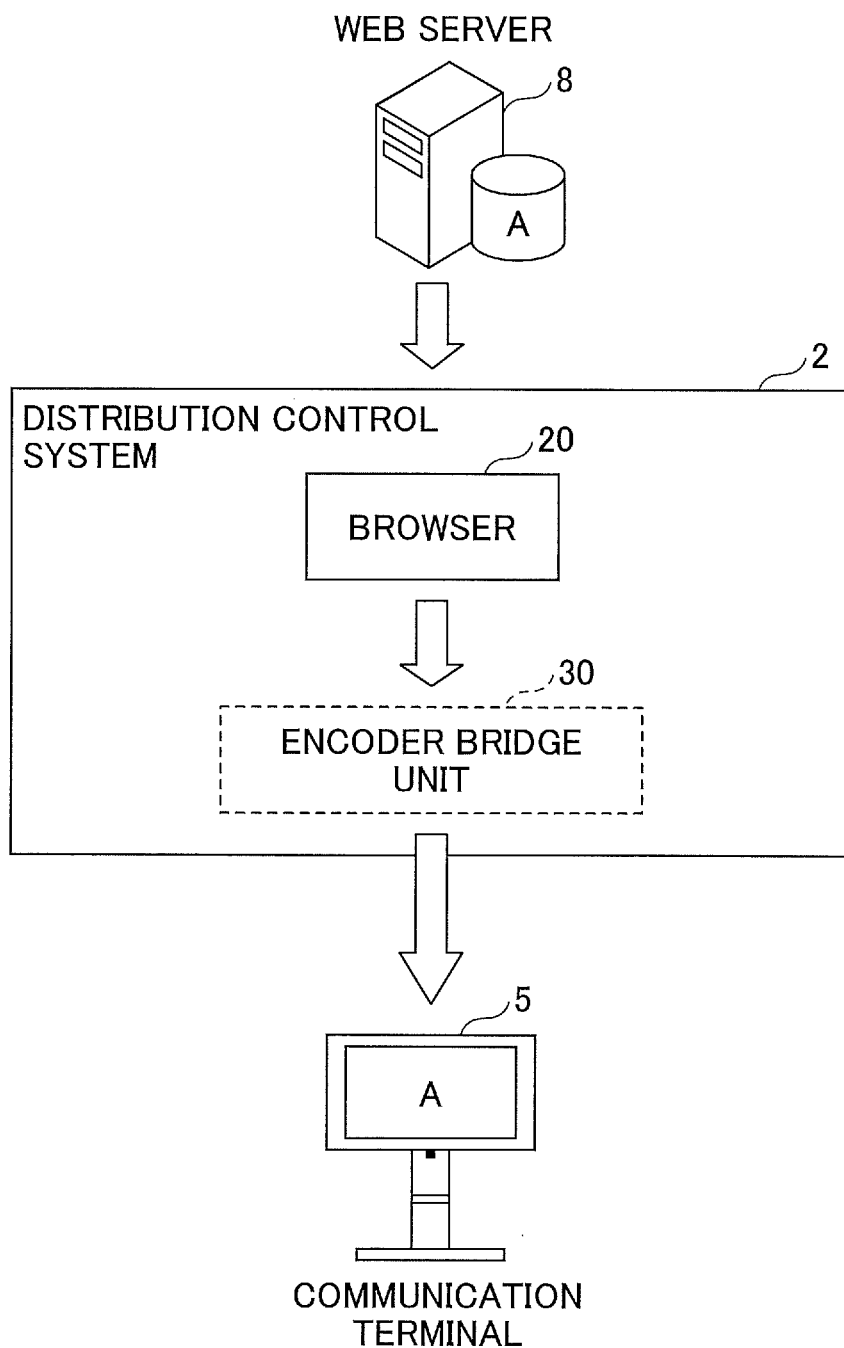 WEB SERVER
8
A
2
DISTRIBUTION CONTROL
SYSTEM
20
BROWSER
30
ENCODER BRIDGE
UNIT
5
A
COMMUNICATION
TERMINAL